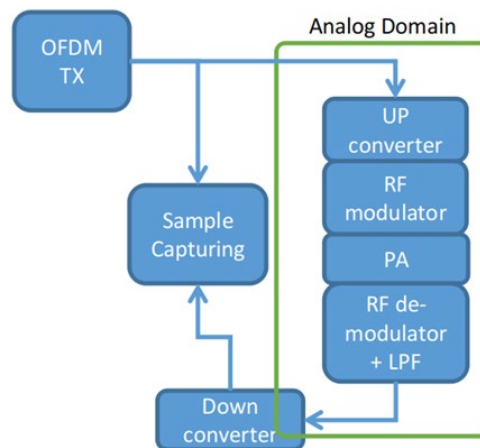 Analog Domain
OFDM
TX
UP
converter
RF
modulator
Sample
Capturing
PA
RF de-
modulator
+ LPF
Down
converter